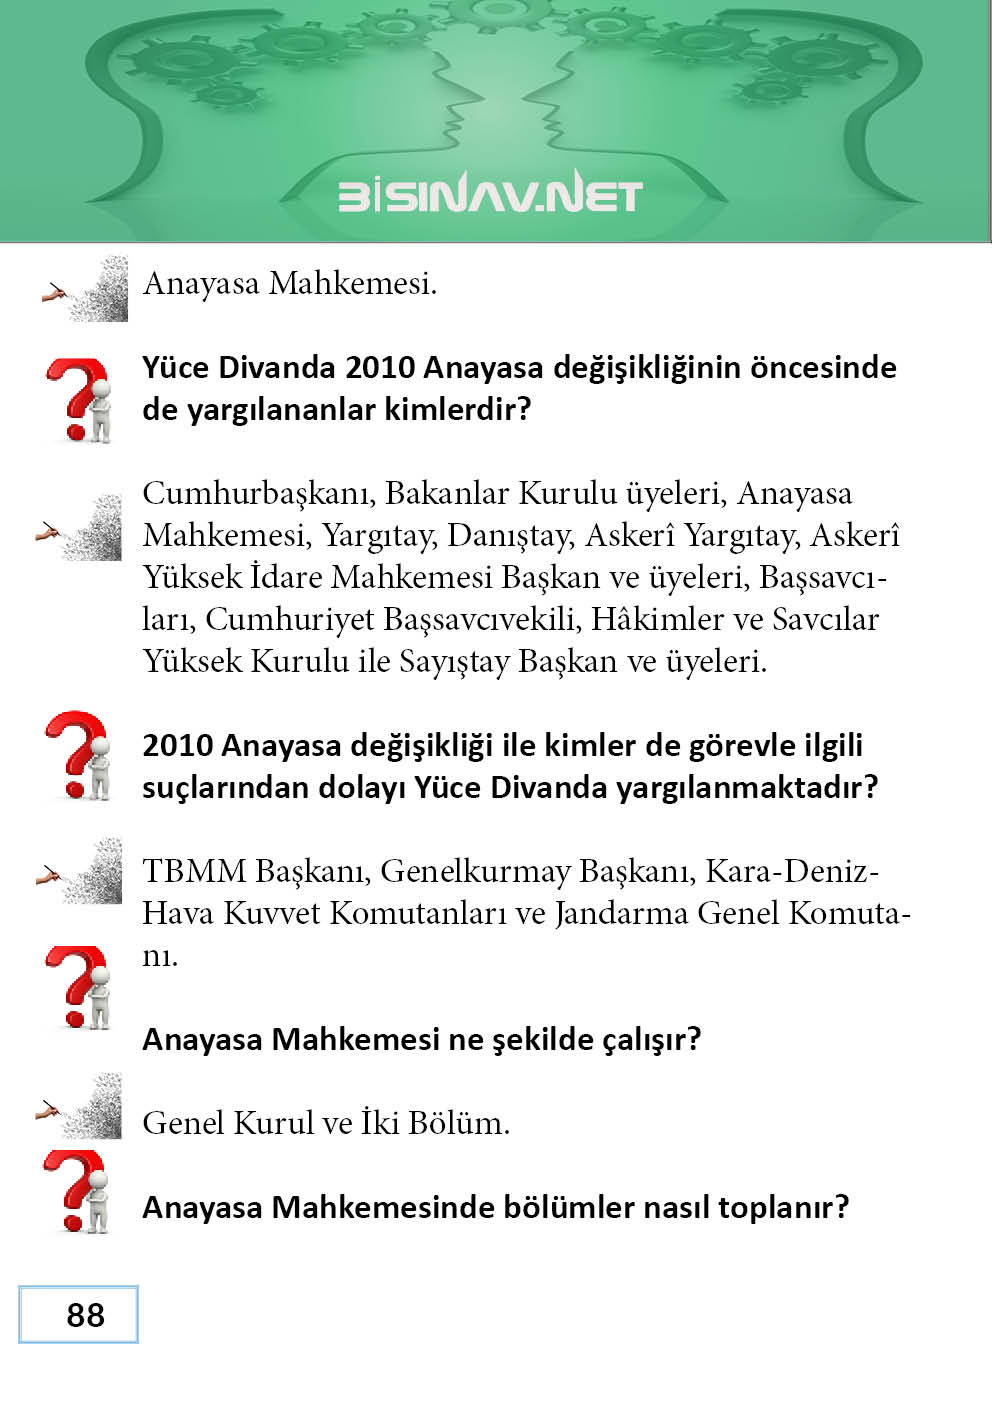 BİSINAV.NET
Anayasa Mahkemesi.
Yüce Divanda 2010 Anayasa değişikliğinin öncesinde
de yargılananlar kimlerdir?
Cumhurbaşkanı, Bakanlar Kurulu üyeleri, Anayasa
Mahkemesi, Yargıtay, Danıştay, Askerî Yargıtay, Askerî
Yüksek İdare Mahkemesi Başkan ve üyeleri, Başsavcı-
ları, Cumhuriyet Başsavcıvekili, Hâkimler ve Savcılar
Yüksek Kurulu ile Sayıştay Başkan ve üyeleri.
2010 Anayasa değişikliği ile kimler de görevle ilgili
suçlarından dolayı Yüce Divanda yargılanmaktadır?
TBMM Başkanı, Genelkurmay Başkanı, Kara-Deniz-
Hava Kuvvet Komutanları ve Jandarma Genel Komuta-
nı.
Anayasa Mahkemesi ne şekilde çalışır?
Genel Kurul ve İki Bölüm.
Anayasa Mahkemesinde bölümler nasıl toplanır?
88